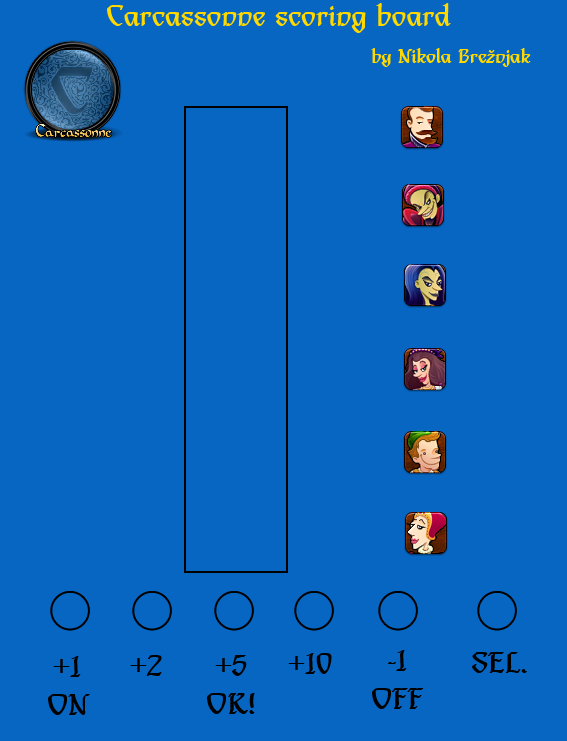 Carcassonne scoring board
by Nikola Brežnjak
Carcassonne
+1 +2 +5 +10 -1 SEL.
ON OK! OFF